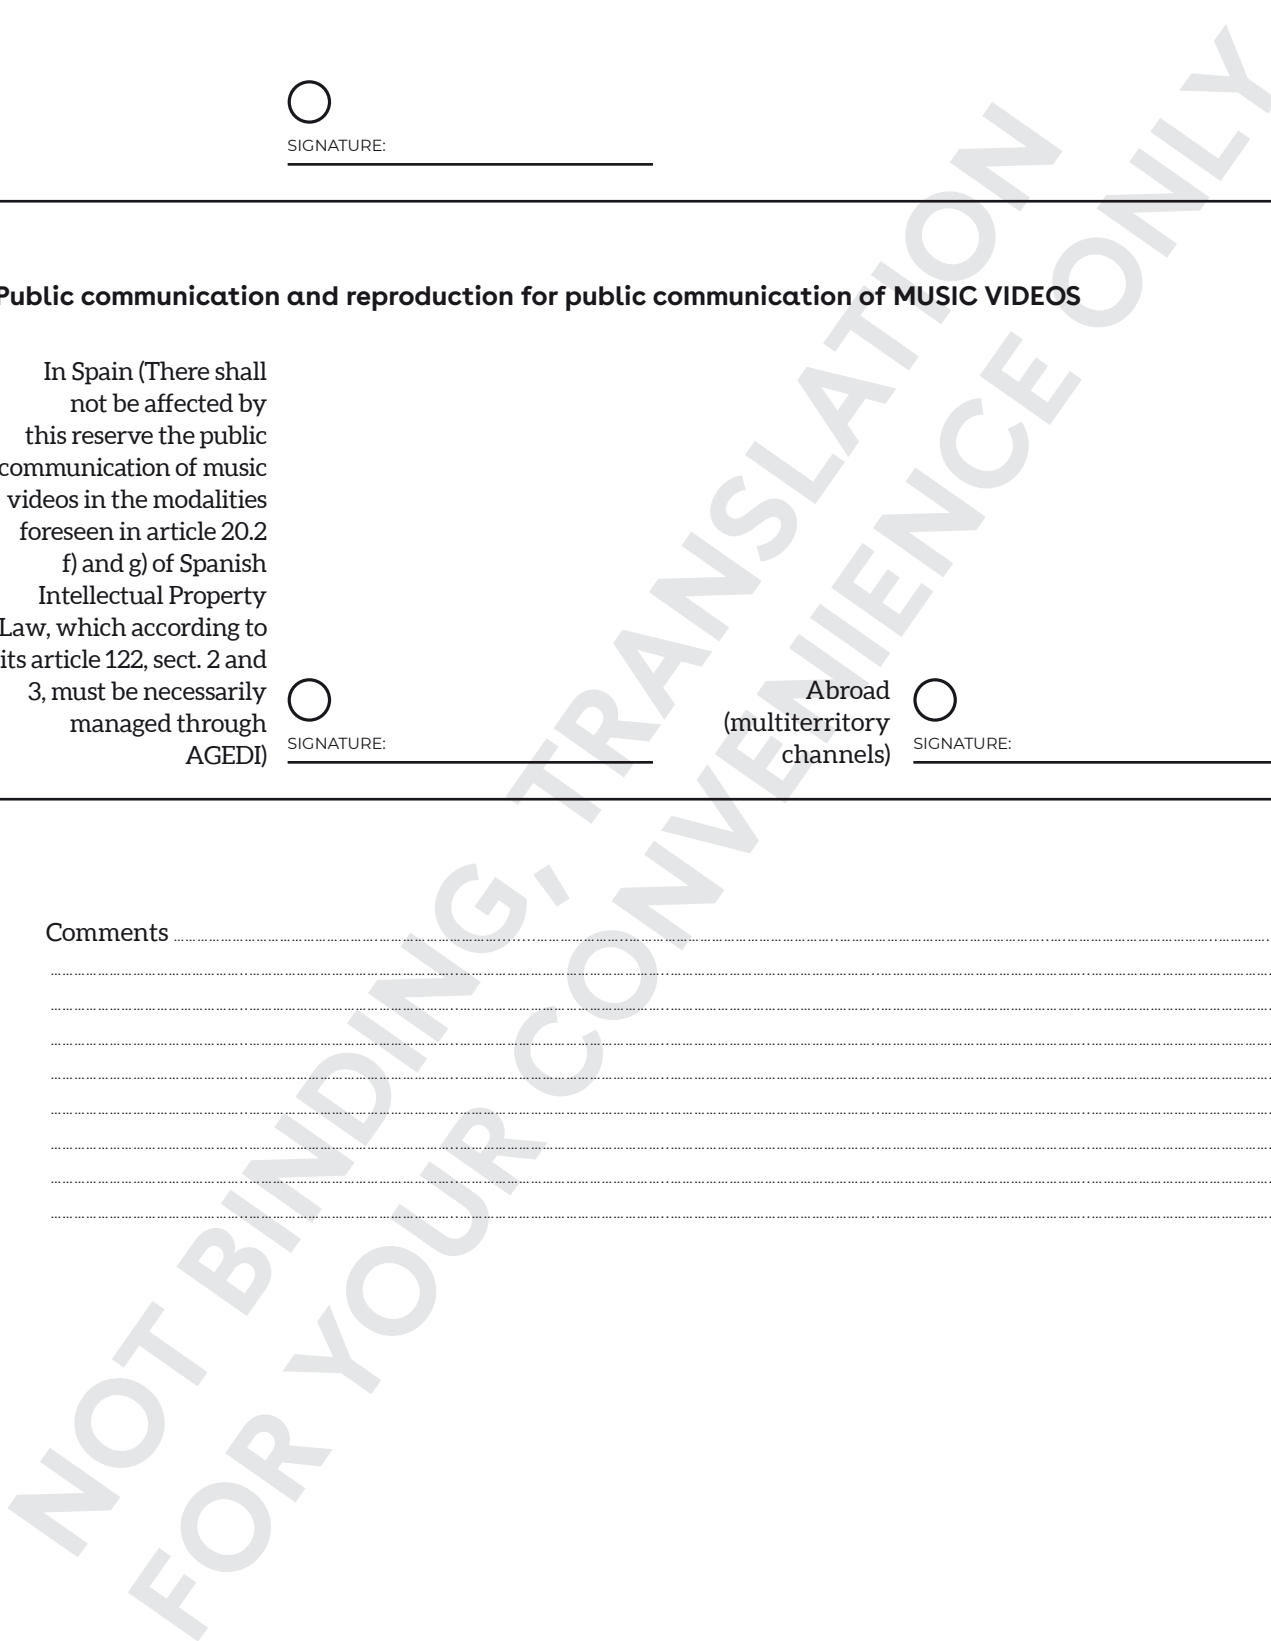 SIGNATURE:
Public communication and reproduction for public communication of MUSIC VIDEOS
In Spain (There shall
not be affected by
this reserve the public
communication of music
videos in the modalities
foreseen in article 20.2
f) and g) of Spanish
Intellectual Property
Law, which according to
its article 122, sect. 2 and
3, must be necessarily
managed through
AGEDI)
SIGNATURE:
Abroad
(multiterritory
channels)
SIGNATURE:
Comments
NOT BINDING, TRANSLATION
FOR YOUR CONVENIENCE ONLY